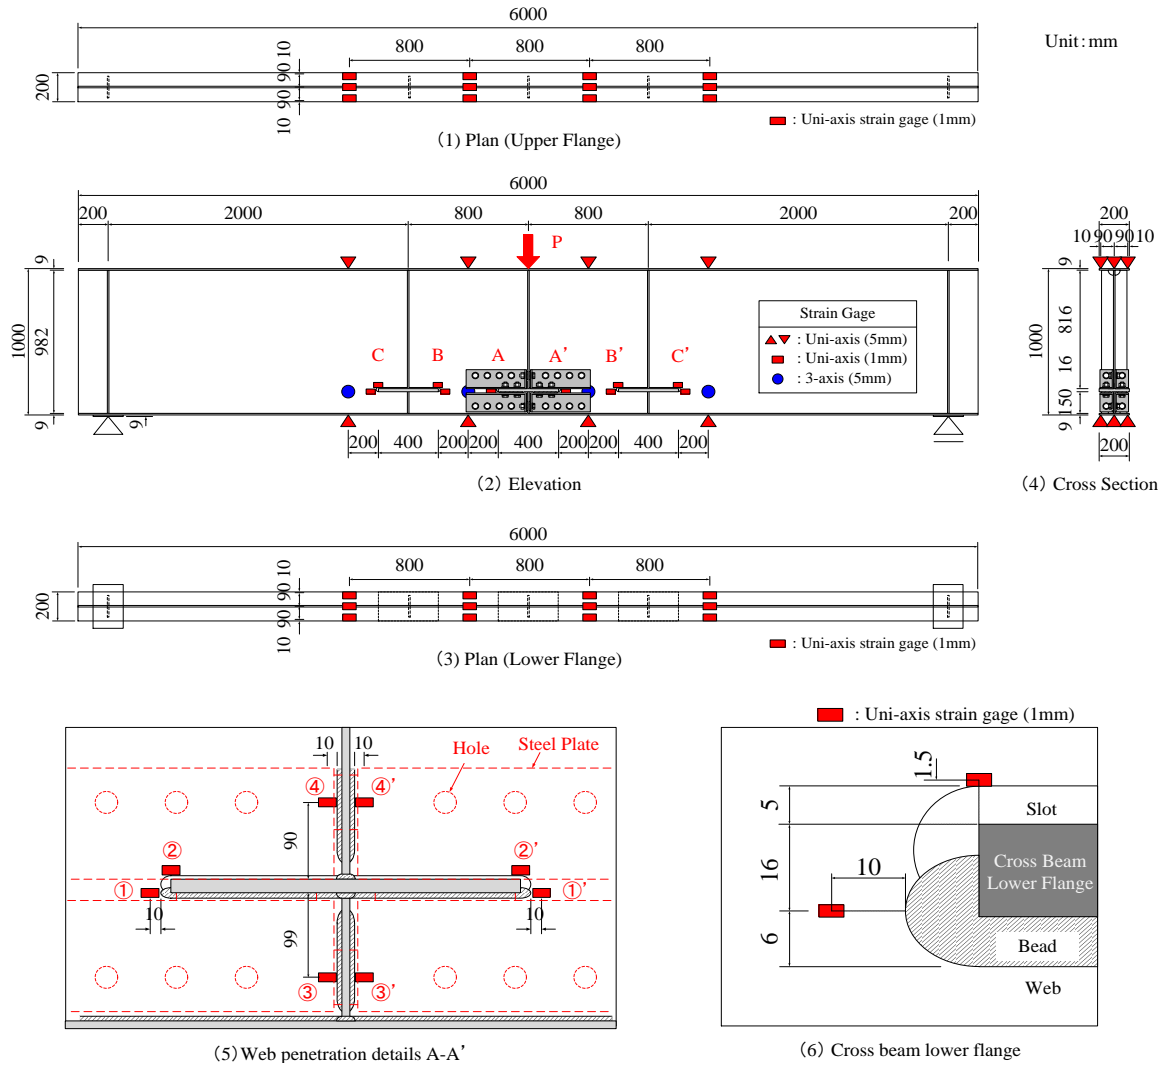 6000
800
800
800
Unit : mm
10
90
90
10
200
: Uni-axis strain gage (1mm)
(1) Plan (Upper Flange)
6000
200
2000
800
800
2000
200
P
9
982
9
1000
9
C
B
A
A'
B'
C'
Strain Gage
: Uni-axis (5mm)
: Uni-axis (1mm)
: 3-axis (5mm)
200
400
200
200
400
200
200
400
200
(2) Elevation
200
10
90
90
10
9
816
16
150
9
1000
200
(4) Cross Section
6000
800
800
800
10
90
90
10
200
: Uni-axis strain gage (1mm)
(3) Plan (Lower Flange)
10
10
Hole
Steel Plate
④
④'
90
②
②'
①
①'
10
10
99
③
③'
(5) Web penetration details A-A'
: Uni-axis strain gage (1mm)
1.5
5
Slot
16
10
Cross Beam
Lower Flange
6
Bead
Web
(6) Cross beam lower flange